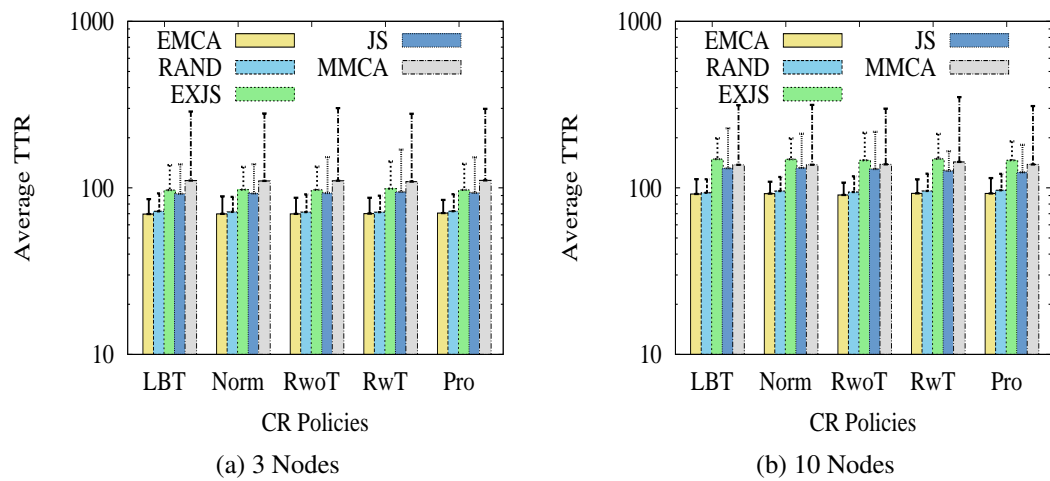 1000
100
10
Average TTR
EMCA
RAND
EXJS
JS
MMCA
LBT Norm RwoT RwT Pro
CR Policies
(a) 3 Nodes
1000
100
10
Average TTR
EMCA
RAND
EXJS
JS
MMCA
LBT Norm RwoT RwT Pro
CR Policies
(b) 10 Nodes